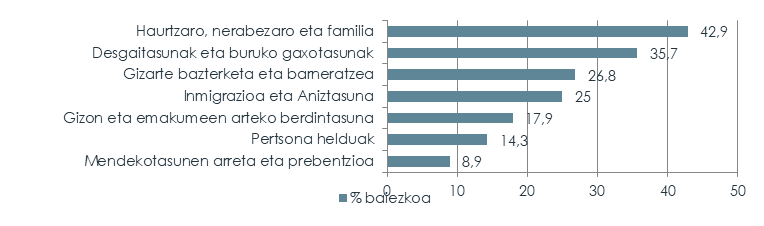 Haurtzaro, nerabezaro eta familia 42,9
Desgaitasunak eta buruko gaxotasunak 35,7
Gizarte bazterketa eta barneratzea 26,8
Inmigrazioa eta Aniztasuna 25
Gizon eta emakumeen arteko berdintasuna 17,9
Pertsona helduak 14,3
Mendekotasunen arreta eta prebentzioa 8,9
0 10 20 30 40 50
% baiezkoa